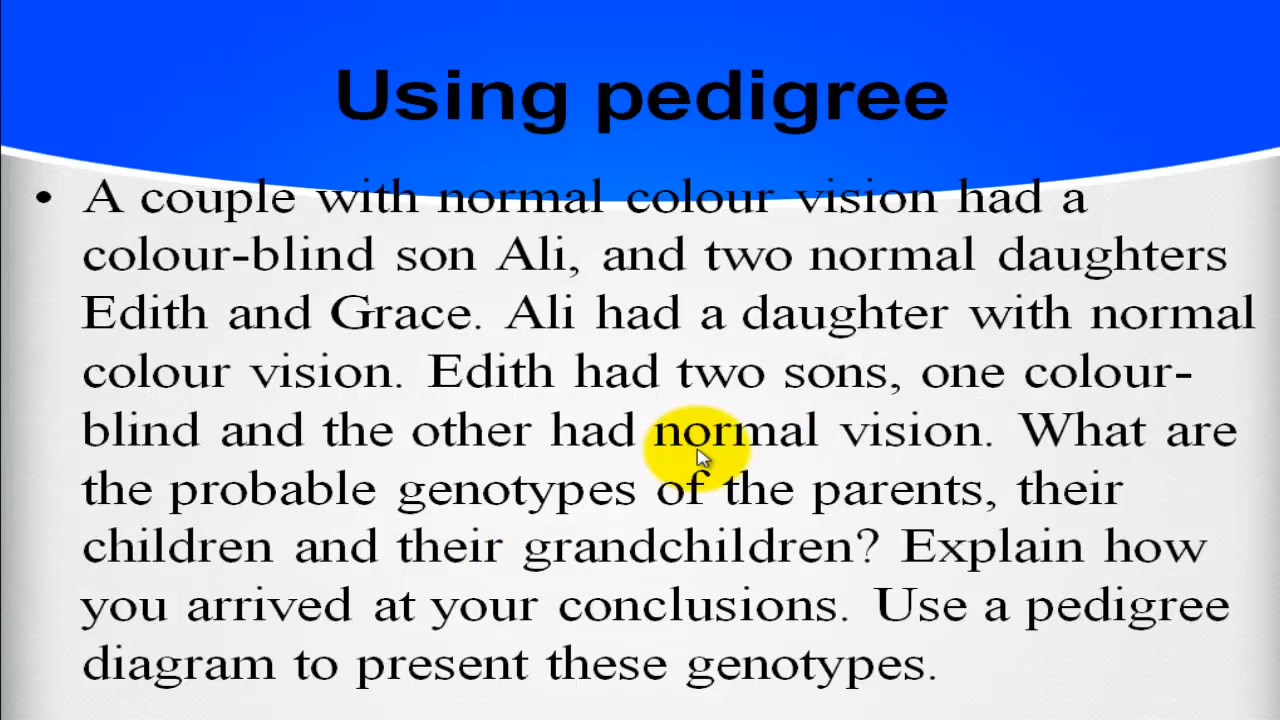 Using pedigree
• A couple with normal colour vision had a
colour-blind son Ali, and two normal daughters
Edith and Grace. Ali had a daughter with normal
colour vision. Edith had two sons, one colour-
blind and the other had normal vision. What are
the probable genotypes of the parents, their
children and their grandchildren? Explain how
you arrived at your conclusions. Use a pedigree
diagram to present these genotypes.